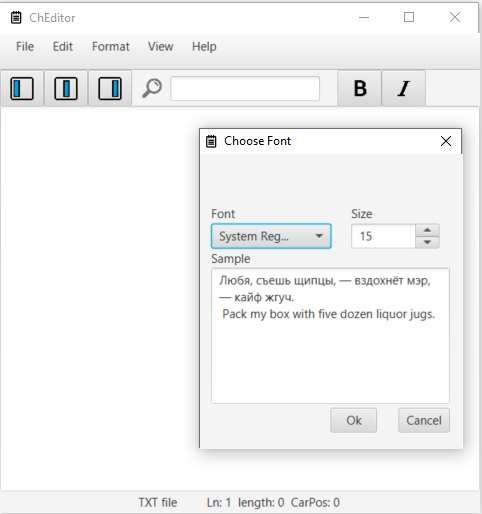 ChEditor
File Edit Format View Help
B I
Choose Font
Font Size
System Reg... 15
Sample
Любя, съешь щипцы, — вздохнёт мэр,
— кайф жгуч.
Pack my box with five dozen liquor jugs.
Ok Cancel
TXT file Ln: 1 length: 0 CarPos: 0